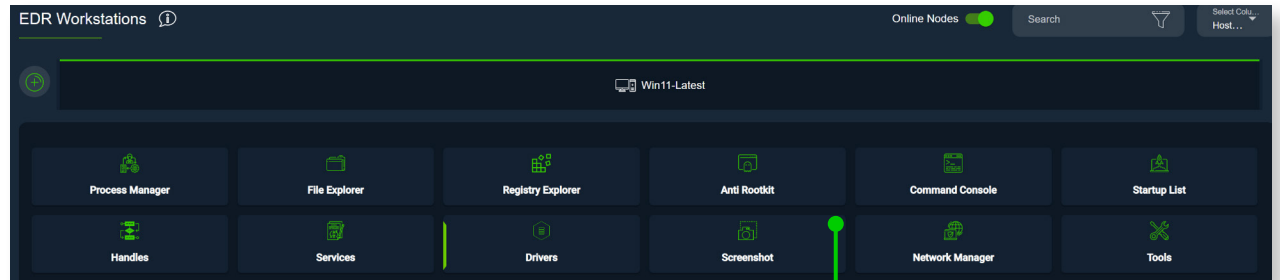 EDR Workstations
Online Nodes
Search
Select Colu...
Host...
Win11-Latest
Process Manager
File Explorer
Registry Explorer
Anti Rootkit
Command Console
Startup List
Handles
Services
Drivers
Screenshot
Network Manager
Tools